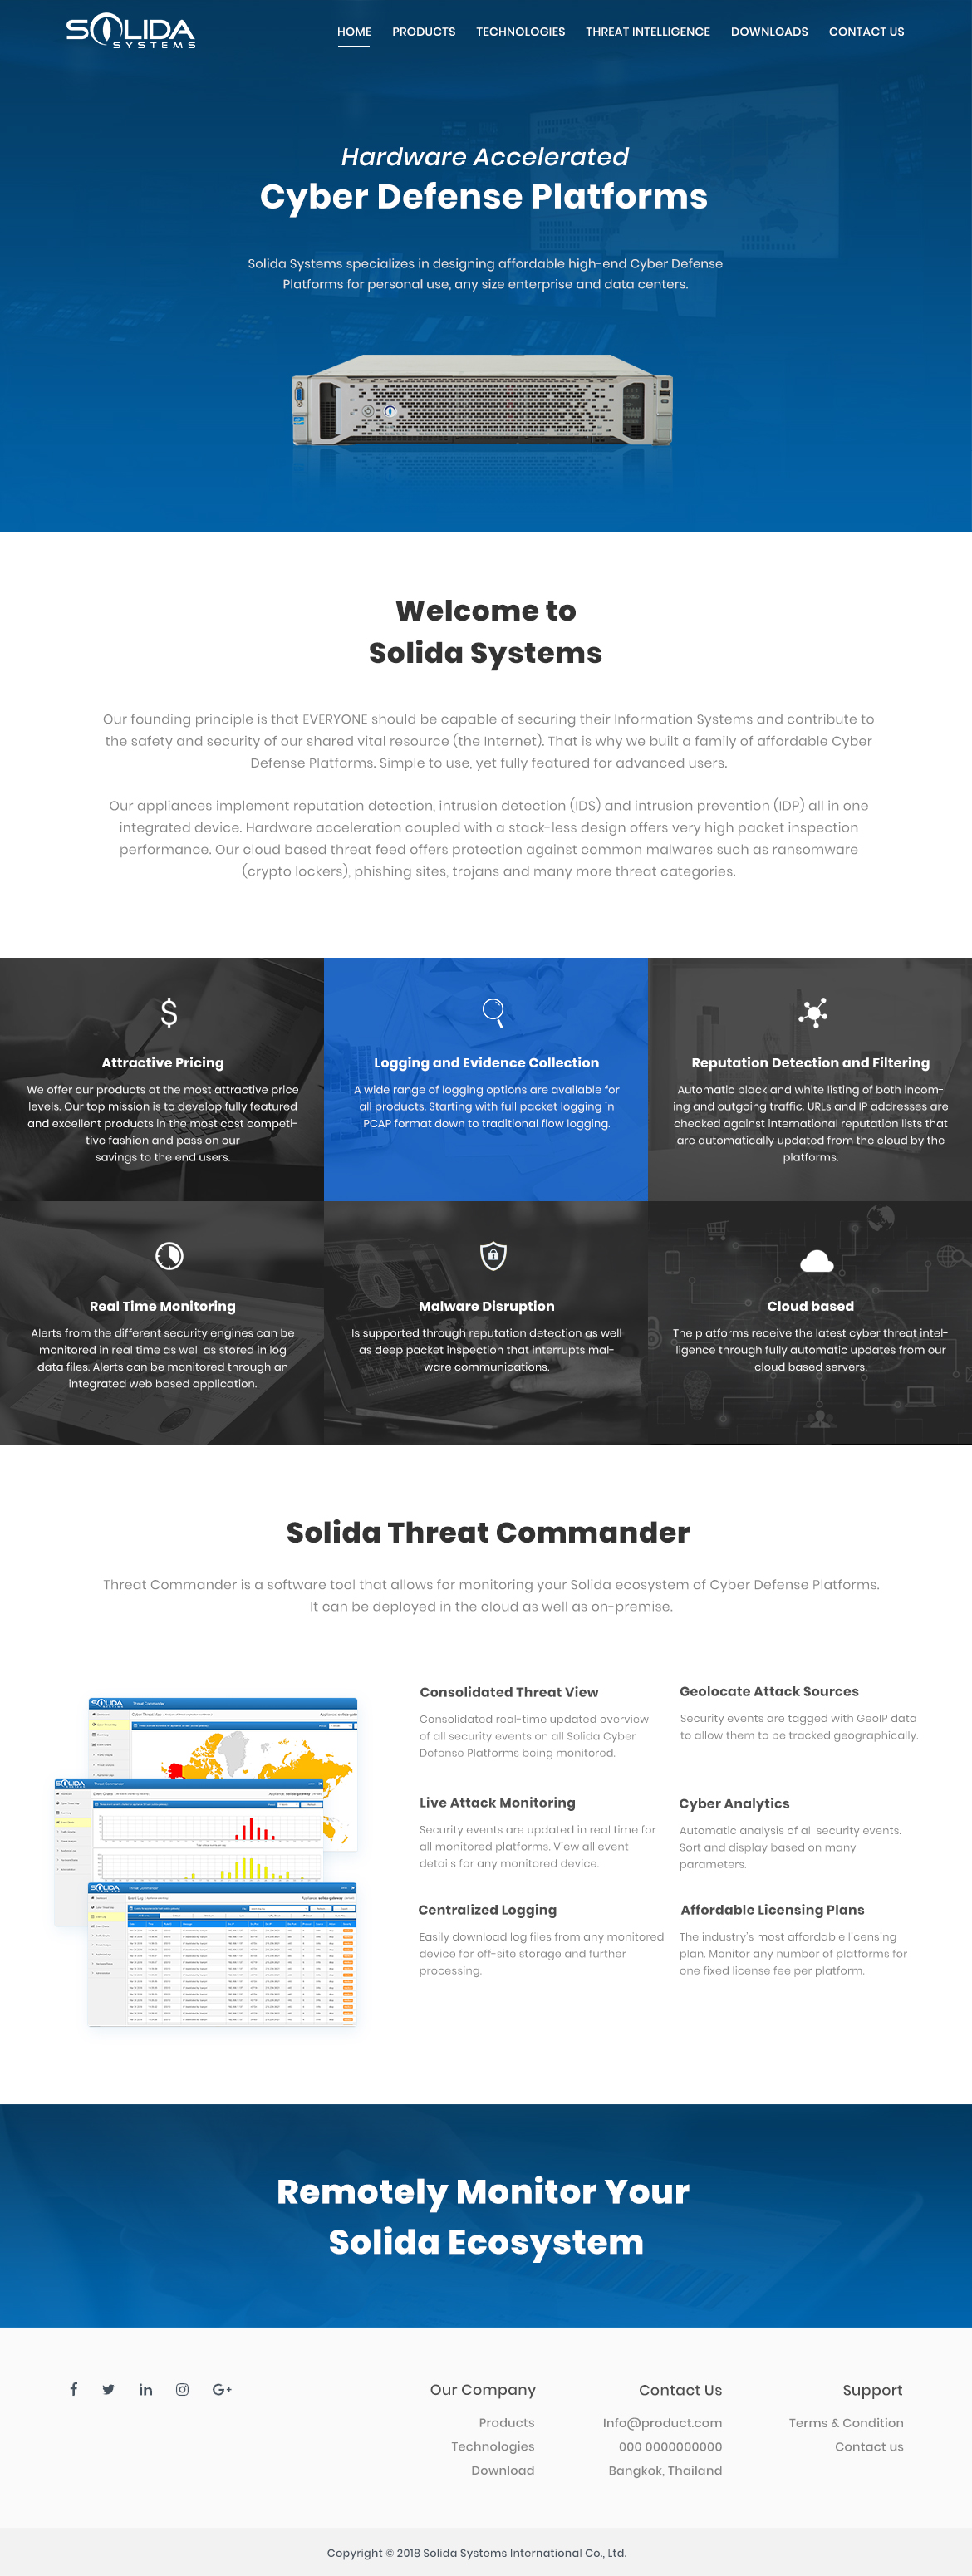 SOLIDA
SYSTEMS
HOME PRODUCTS TECHNOLOGIES THREAT INTELLIGENCE DOWNLOADS CONTACT US
Hardware Accelerated
Cyber Defense Platforms
Solida Systems specializes in designing affordable high-end Cyber Defense
Platforms for personal use, any size enterprise and data centers.
Welcome to
Solida Systems
Our founding principle is that EVERYONE should be capable of securing their Information Systems and contribute to
the safety and security of our shared vital resource (the Internet). That is why we built a family of affordable Cyber
Defense Platforms. Simple to use, yet fully featured for advanced users.
Our appliances implement reputation detection, intrusion detection (IDS) and intrusion prevention (IDP) all in one
integrated device. Hardware acceleration coupled with a stack-less design offers very high packet inspection
performance. Our cloud based threat feed offers protection against common malwares such as ransomware
(crypto lockers), phishing sites, trojans and many more threat categories.
Attractive Pricing
We offer our products at the most attractive price
levels. Our top mission is to develop fully featured
and excellent products in the most cost competi-
tive fashion and pass on our
savings to the end users.
Logging and Evidence Collection
A wide range of logging options are available for
all products. Starting with full packet logging in
PCAP format down to traditional flow logging.
Reputation Detection and Filtering
Automatic black and white listing of both incom-
ing and outgoing traffic. URLs and IP addresses are
checked against international reputation lists that
are automatically updated from the cloud by the
platforms.
Real Time Monitoring
Alerts from the different security engines can be
monitored in real time as well as stored in log
data files. Alerts can be monitored through an
integrated web based application.
Malware Disruption
Is supported through reputation detection as well
as deep packet inspection that interrupts mal-
ware communications.
Cloud based
The platforms receive the latest cyber threat intel-
ligence through fully automatic updates from our
cloud based servers.
Solida Threat Commander
Threat Commander is a software tool that allows for monitoring your Solida ecosystem of Cyber Defense Platforms.
It can be deployed in the cloud as well as on-premise.
SOLIDA
Threat Commander
Cyber Threat Map
SOLIDA
Threat Commander
Event Charts
SOLIDA
Threat Commander
Event Log
Consolidated Threat View
Consolidated real-time updated overview
of all security events on all Solida Cyber
Defense Platforms being monitored.
Geolocate Attack Sources
Security events are tagged with GeoIP data
to allow them to be tracked geographically.
Live Attack Monitoring
Security events are updated in real time for
all monitored platforms. View all event
details for any monitored device.
Cyber Analytics
Automatic analysis of all security events.
Sort and display based on many
parameters.
Centralized Logging
Easily download log files from any monitored
device for off-site storage and further
processing.
Affordable Licensing Plans
The industry's most affordable licensing
plan. Monitor any number of platforms for
one fixed license fee per platform.
Remotely Monitor Your
Solida Ecosystem
Our Company
Products
Technologies
Download
Contact Us
Info@product.com
000 0000000000
Bangkok, Thailand
Support
Terms & Condition
Contact us
Copyright © 2018 Solida Systems International Co., Ltd.